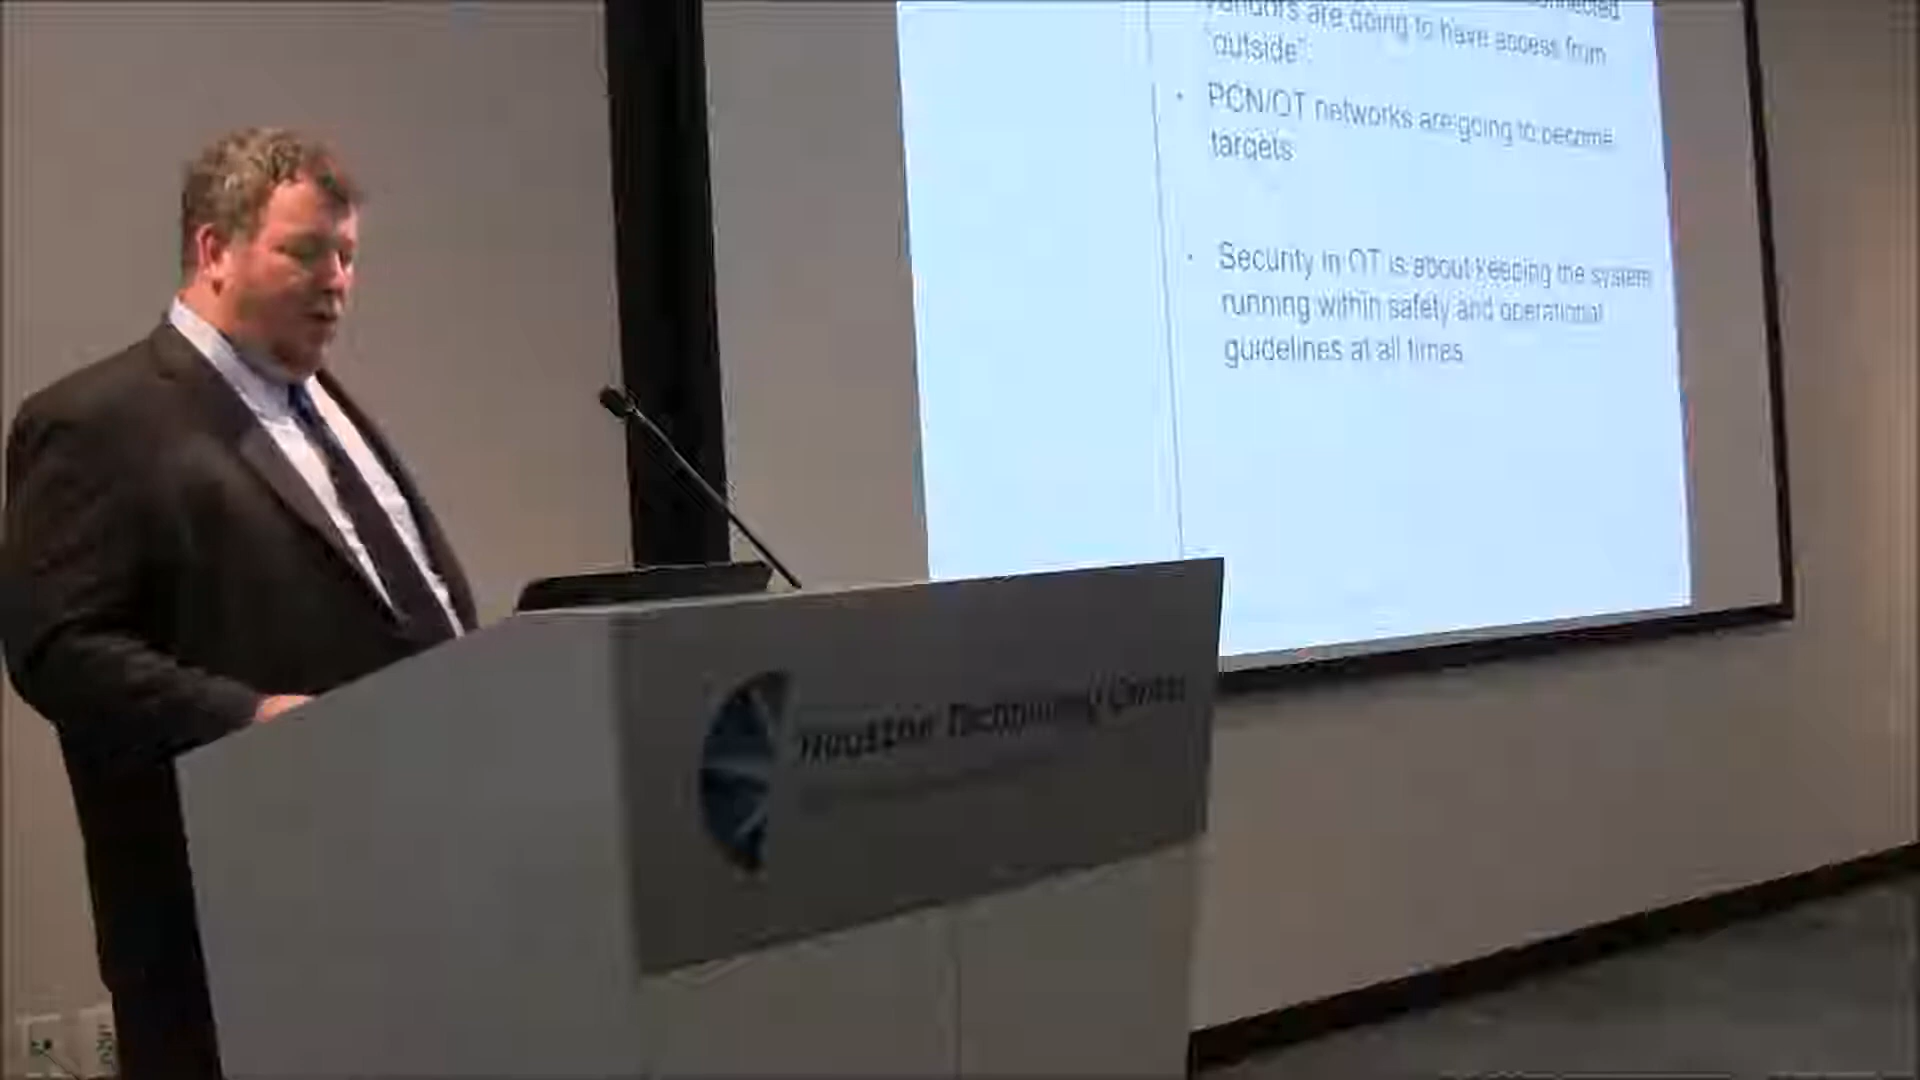 connected
vendors are going to have access from
"outside":
• PCN/OT networks are going to become
targets
• Security in OT is about keeping the system
running within safety and operational
guidelines at all times
Houston Technology Center